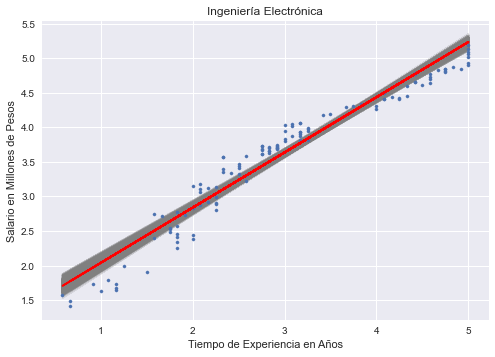 Ingeniería Electrónica
5.5
5.0
4.5
4.0
3.5
3.0
2.5
2.0
1.5
Salario en Millones de Pesos
1 2 3 4 5
Tiempo de Experiencia en Años